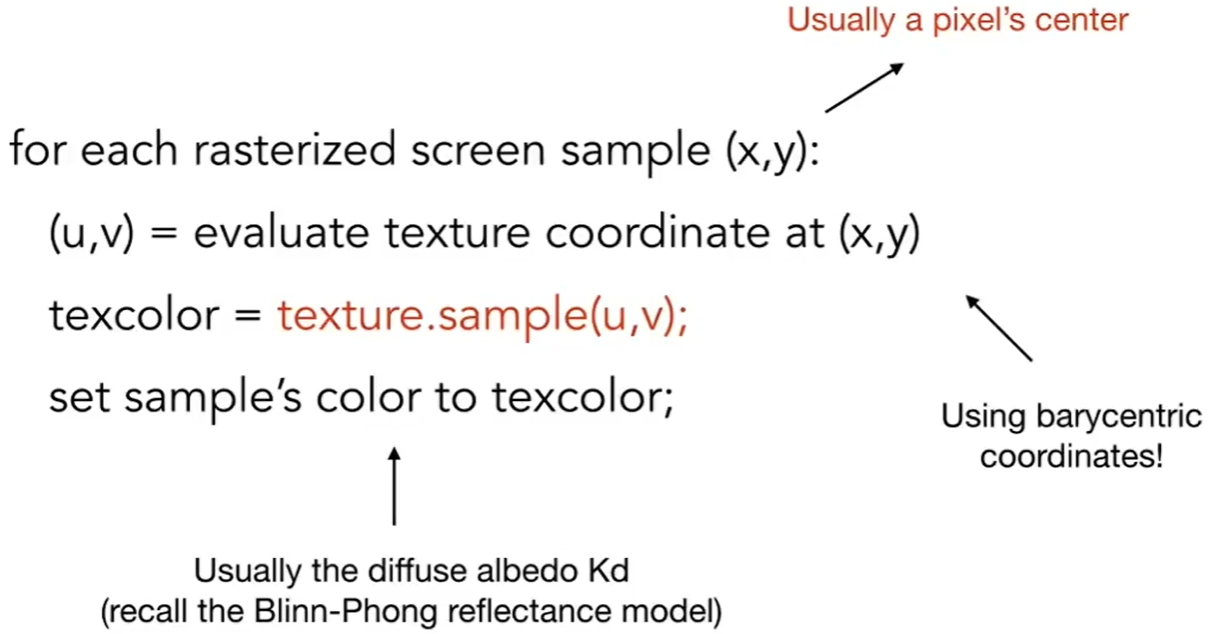 Usually a pixel's center
for each rasterized screen sample (x,y):
(u,v) = evaluate texture coordinate at (x,y)
texcolor = texture.sample(u,v);
set sample's color to texcolor;
Using barycentric
coordinates!
Usually the diffuse albedo Kd
(recall the Blinn-Phong reflectance model)